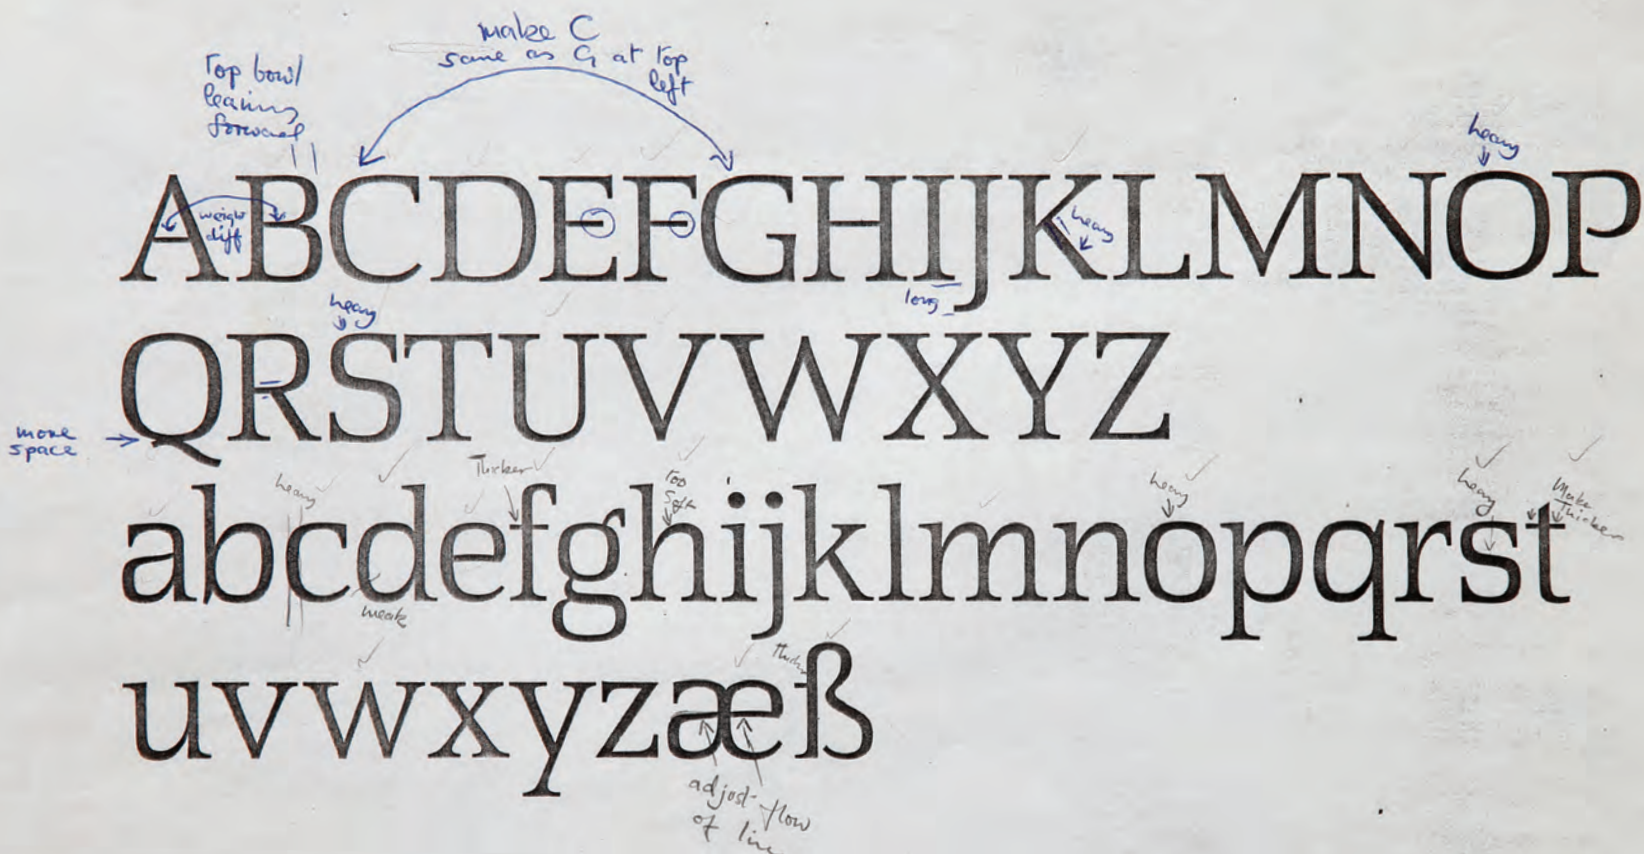 make C
same as G at top
left
Top bowl
leaning
forward
heavy
ABCDEFGHIJKLMNOP
weight
diff
heavy
long
heavy
QRSTUVWXYZ
more
space
heavy
Thicker
too
soft
heavy
heavy
Make
Thicker
abcdefghijklmnopqrst
weak
Thicker
uvwxyzæß
adjust flow
of line